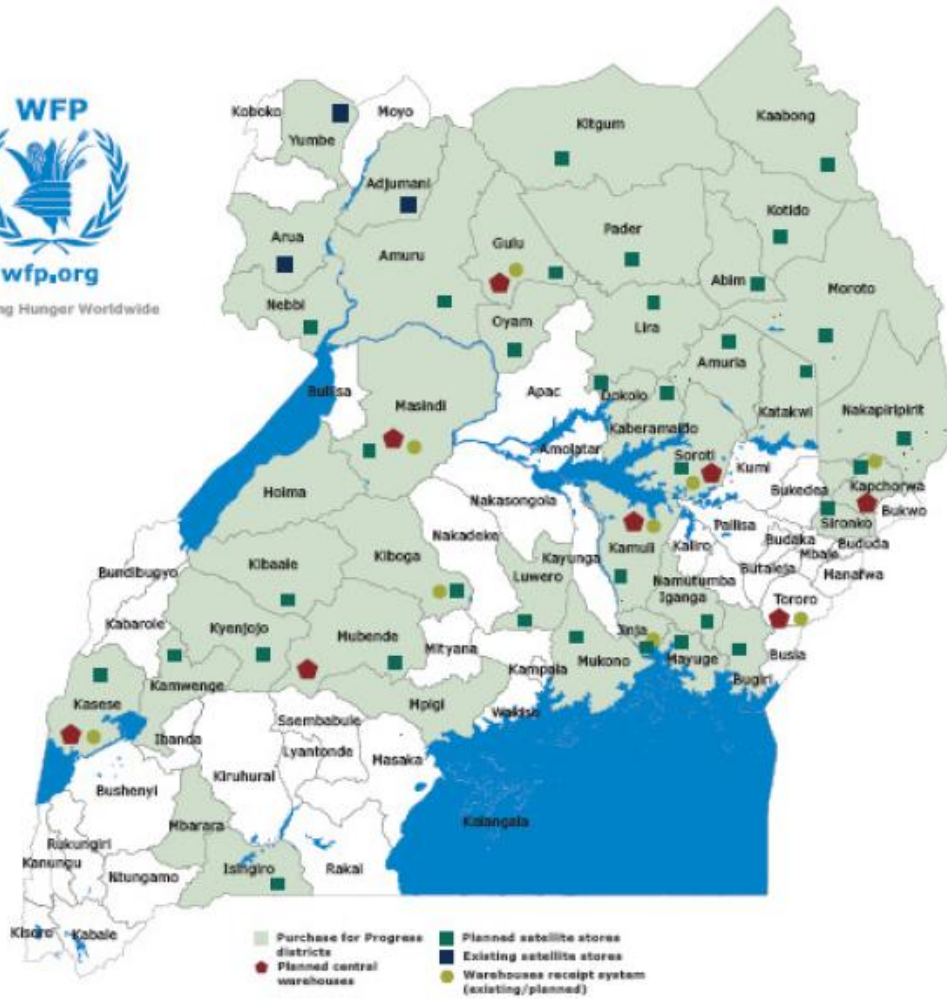 WFP
wfp.org
ng Hunger Worldwide
Koboko
Moyo
Yumbe
Kitgum
Kaabong
Adjumani
Kotido
Arua
Gulu
Pader
Amuru
Abim
Moroto
Nebbi
Oyam
Lira
Amuria
Buliisa
Apac
Dokolo
Masindi
Katakwi
Nakapiripirit
Kaberamaido
Amolatar
Soroti
Kumi
Hoima
Nakasongola
Bukedea
Kapchorwa
Bukwo
Nakadeke
Pallisa
Sironko
Kiboga
Kayunga
Kamuli
Kaliro
Budaka
Bududa
Mbale
Kibaale
Luwero
Butaleja
Manafwa
Bundibugyo
Namutumba
Iganga
Tororo
Kabarole
Kyenjojo
Mubende
Jinja
Mityana
Mukono
Mayuge
Busia
Kampala
Bugiri
Kamwenge
Kasese
Mpigi
Wakiso
Ssembabule
Ibanda
Lyantonde
Masaka
Kiruhural
Bushenyi
Kalangala
Mbarara
Rukungiri
Kanungu
Isingiro
Rakai
Ntungamo
Kisoro
Kabale
Purchase for Progress
districts
Planned central
warehouses
Planned satellite stores
Existing satellite stores
Warehouses receipt system
(existing/planned)